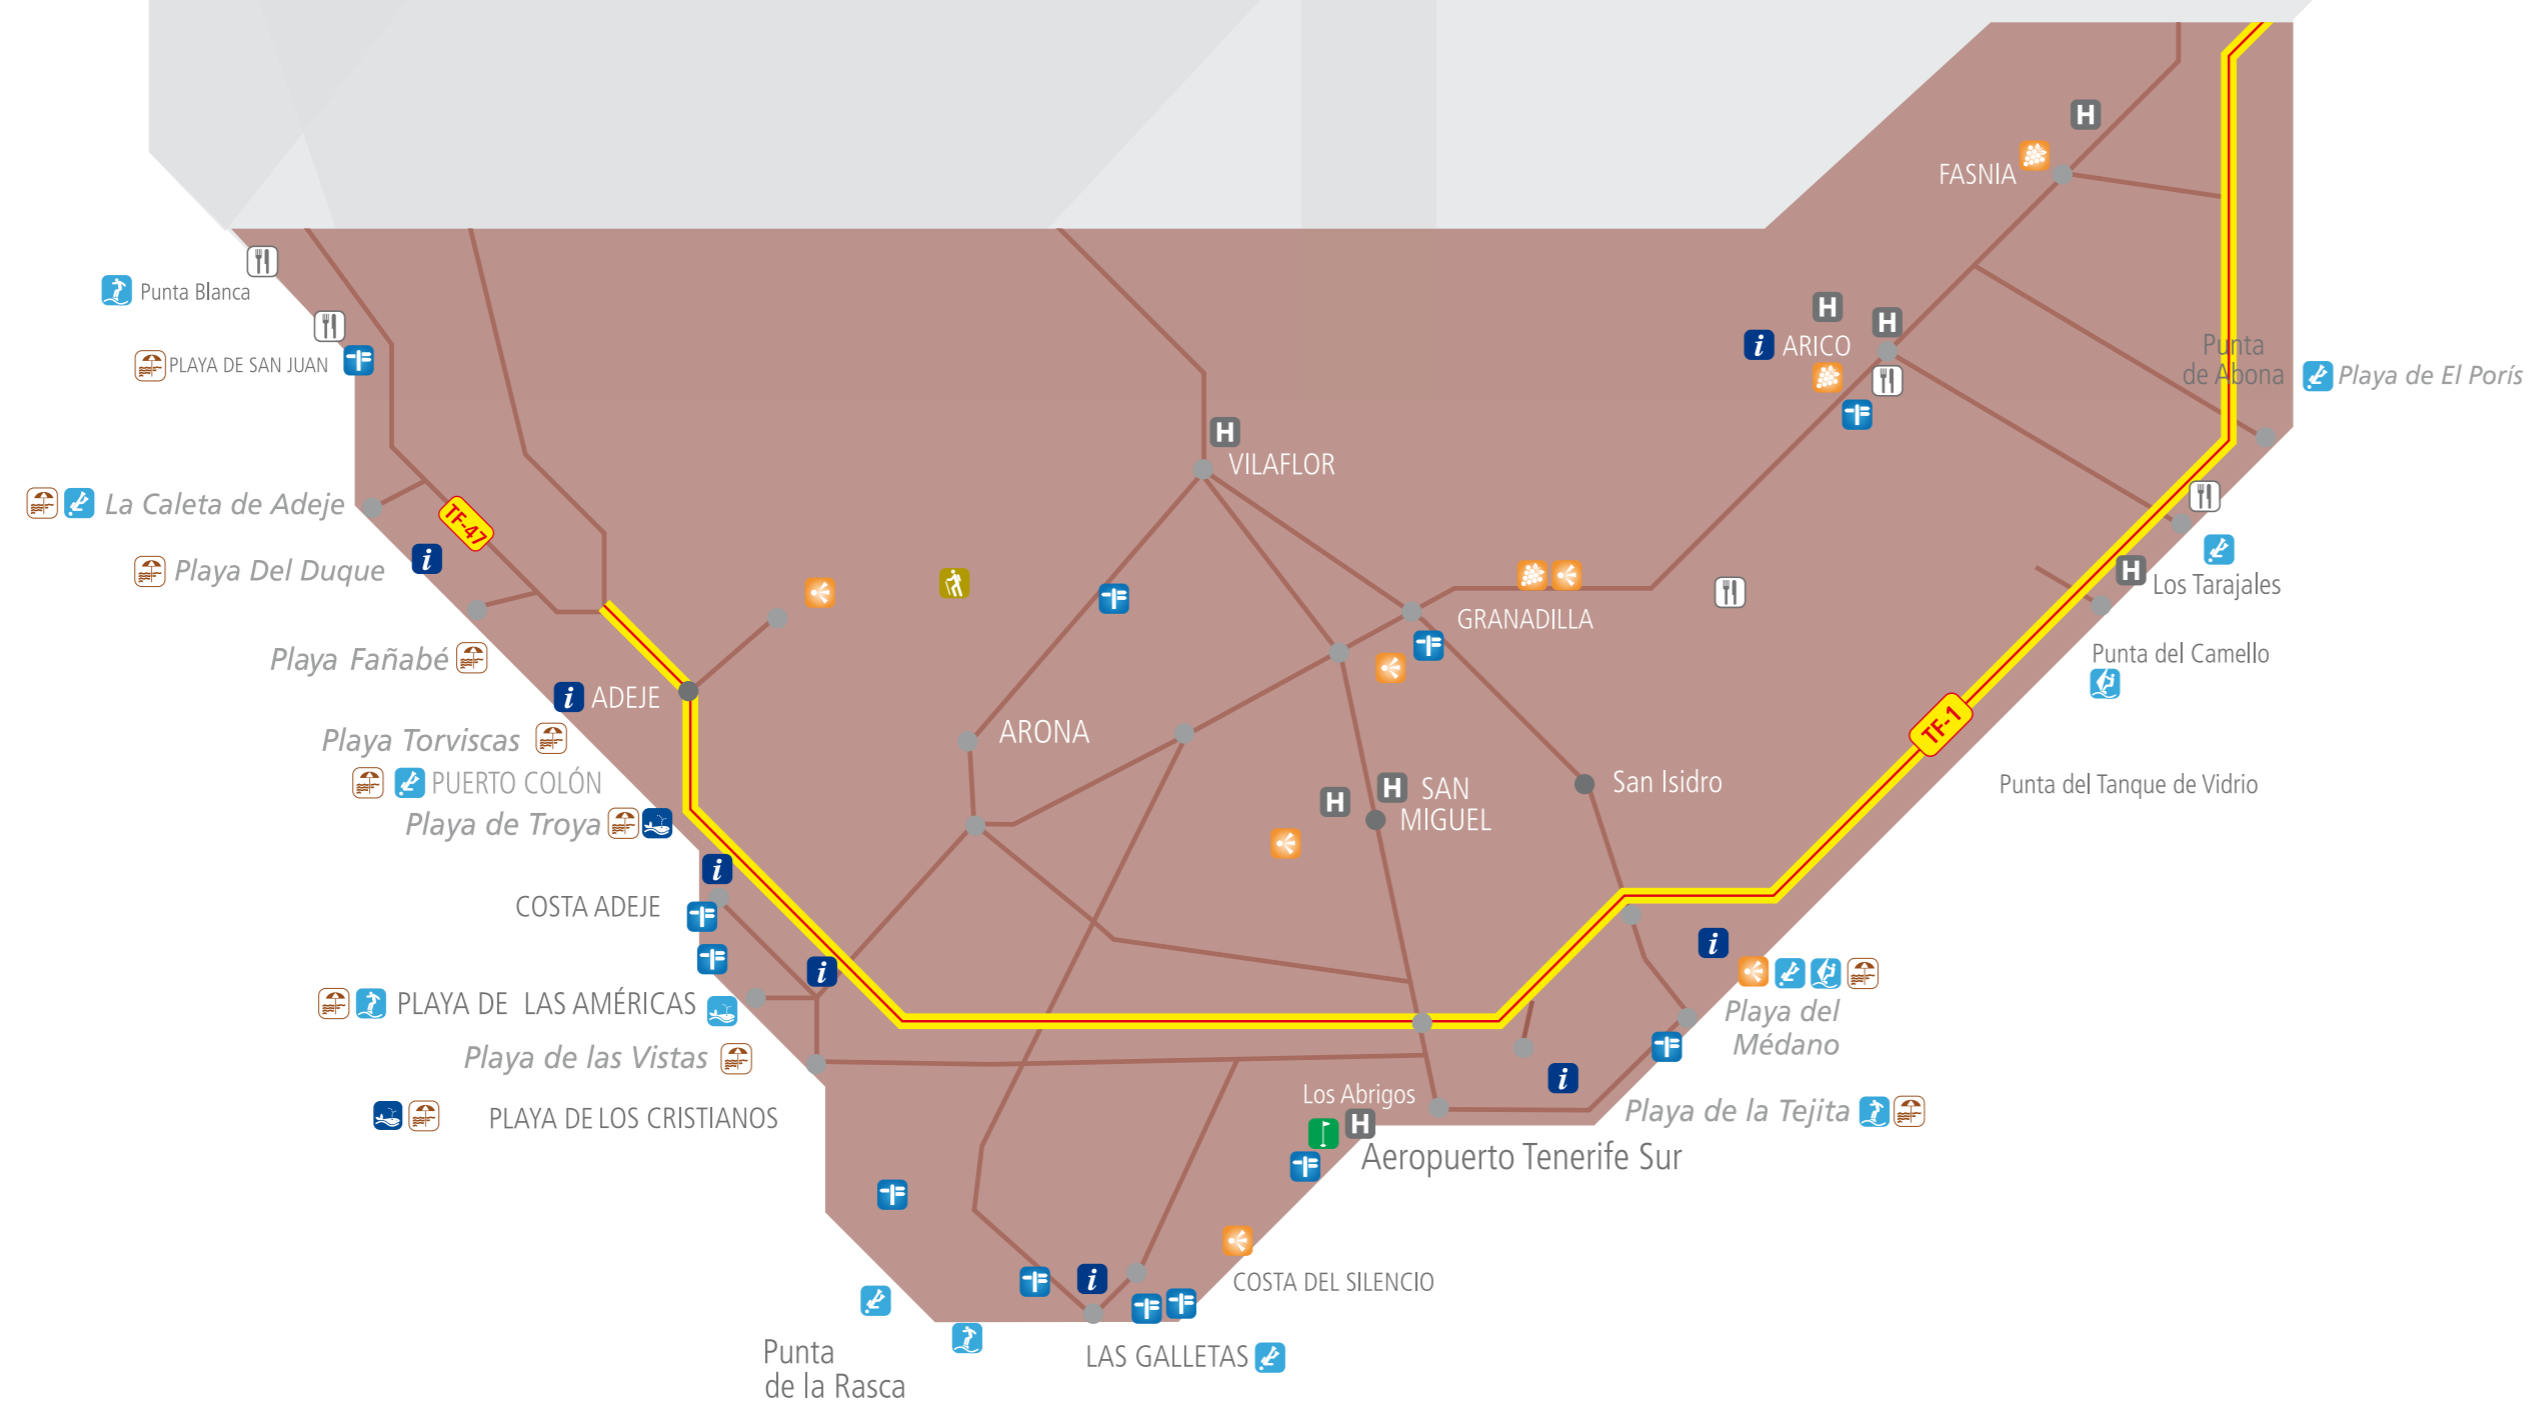 H
FASNIA
Punta Blanca
H
H
i ARICO
Punta
de Abona
PLAYA DE SAN JUAN
Playa de El Porís
H
VILAFLOR
La Caleta de Adeje
TF-47
i
Playa Del Duque
H
Los Tarajales
GRANADILLA
Playa Fañabé
Punta del Camello
i ADEJE
ARONA
TF-1
Playa Torviscas
PUERTO COLÓN
H
H
SAN
MIGUEL
San Isidro
Punta del Tanque de Vidrio
Playa de Troya
i
COSTA ADEJE
i
i
PLAYA DE LAS AMÉRICAS
Playa del
Médano
Playa de las Vistas
i
Los Abrigos
H
PLAYA DE LOS CRISTIANOS
Playa de la Tejita
Aeropuerto Tenerife Sur
i
COSTA DEL SILENCIO
Punta
de la Rasca
LAS GALLETAS